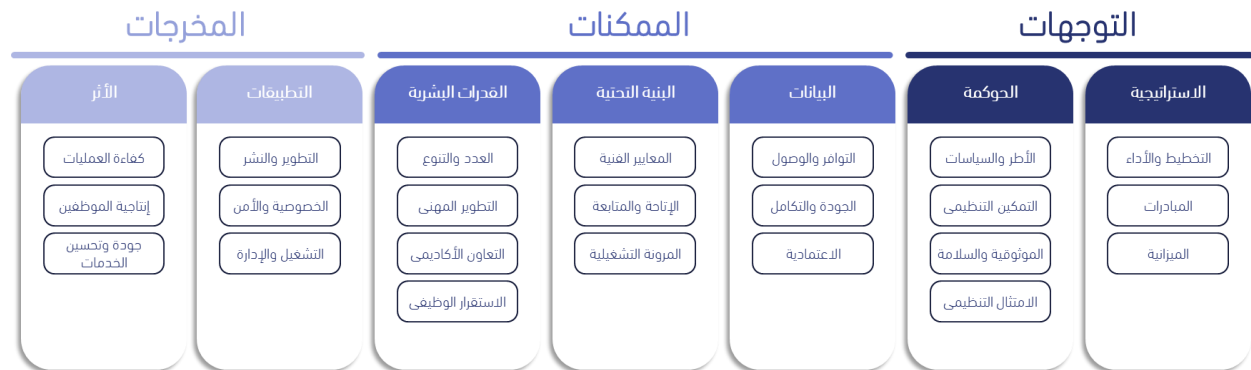 التوجهات
الممكنات
المخرجات
الاستراتيجية
التخطيط والأداء
المبادرات
الميزانية
الحوكمة
الأطر والسياسات
التمكين التنظيمي
الموثوقية والسلامة
الامتثال التنظيمي
البيانات
التوافر والوصول
الجودة والتكامل
الاعتمادية
البنية التحتية
المعايير الفنية
الإتاحة والمتابعة
المرونة التشغيلية
القدرات البشرية
العدد والتنوع
التطوير المهني
التعاون الأكاديمي
الاستقرار الوظيفي
التطبيقات
التطوير والنشر
الخصوصية والأمن
التشغيل والإدارة
الأثر
كفاءة العمليات
إنتاجية الموظفين
جودة وتحسين
الخدمات